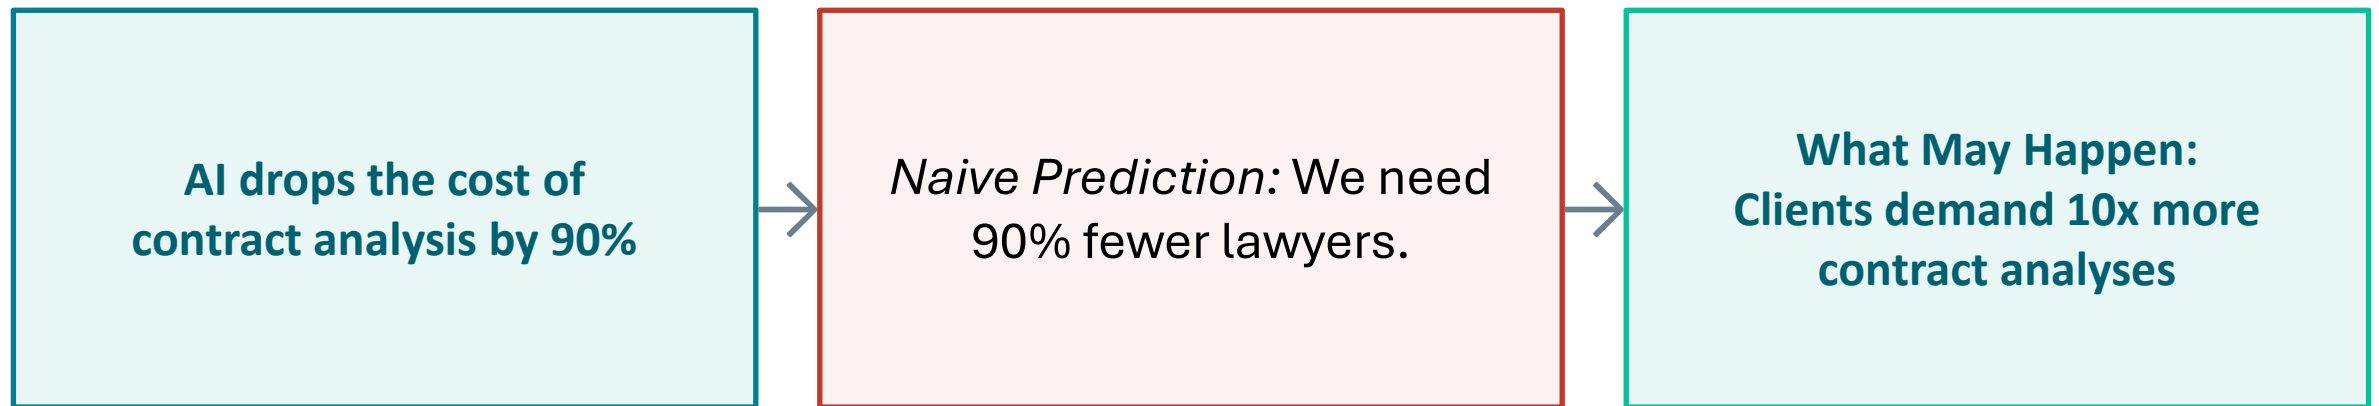 AI drops the cost of
contract analysis by 90%
Naive Prediction: We need
90% fewer lawyers.
What May Happen:
Clients demand 10x more
contract analyses